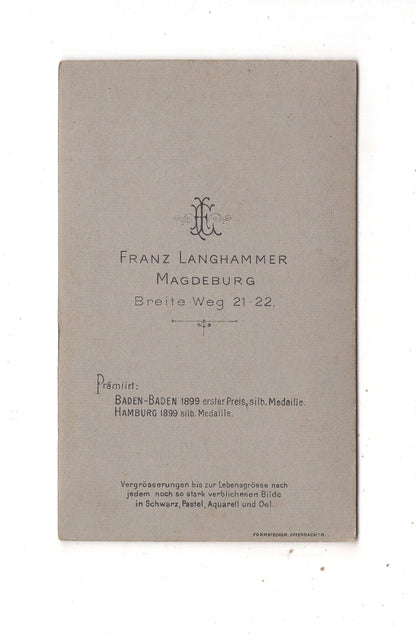 FRANZ LANGHAMMER
MAGDEBURG
Breite Weg 21-22.
Prämiirt:
BADEN-BADEN 1899 erster Preis, silb. Medaille.
HAMBURG 1899 silb. Medaille.
Vergrösserungen bis zur Lebensgrösse nach
jedem noch so stark verblichenen Bilde
in Schwarz, Pastel, Aquarell und Oel.